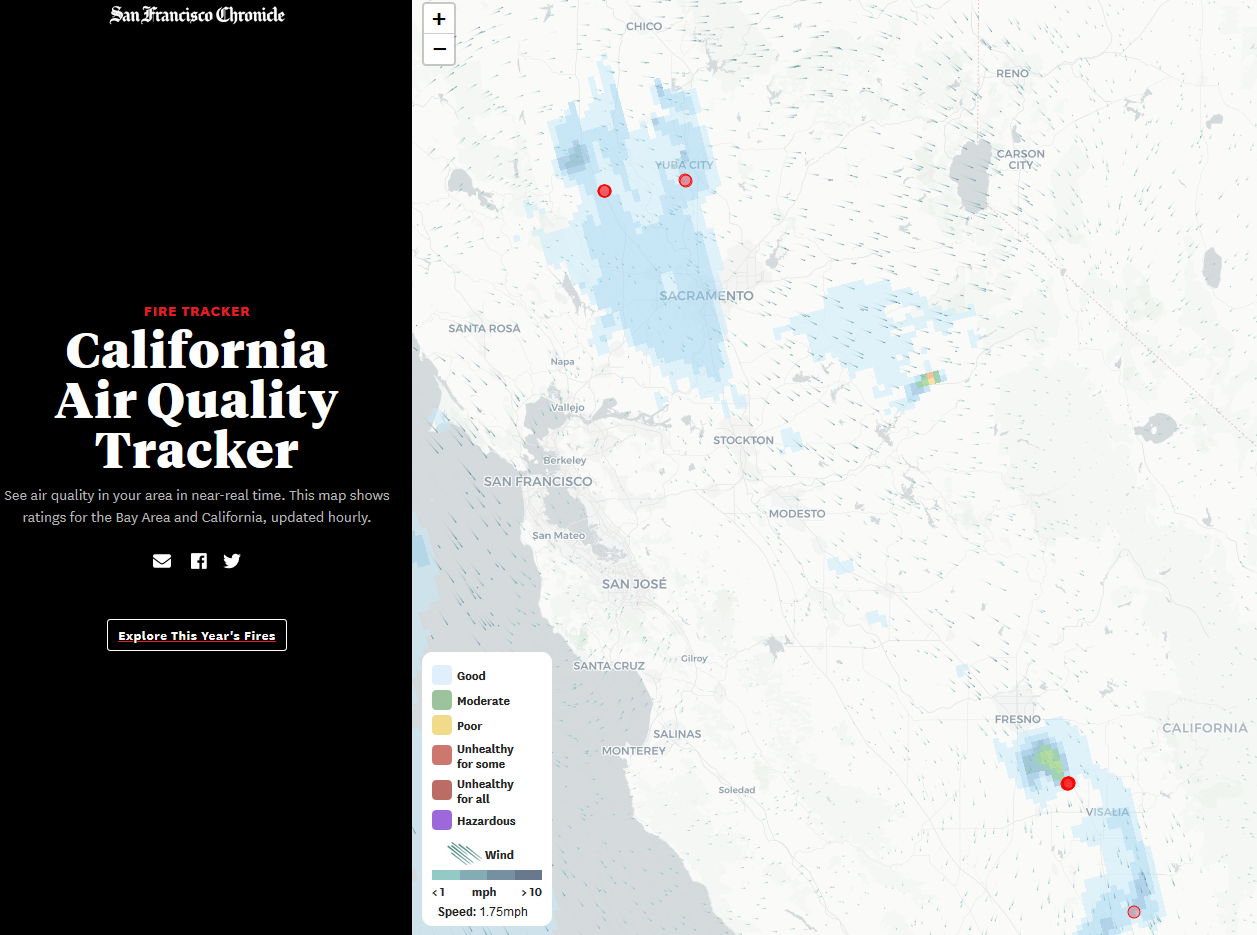 San Francisco Chronicle
FIRE TRACKER
California
Air Quality
Tracker
See air quality in your area in near-real time. This map shows
ratings for the Bay Area and California, updated hourly.
Explore This Year's Fires
+
−
CHICO
RENO
CARSON
CITY
YUBA CITY
SACRAMENTO
SANTA ROSA
Napa
Vallejo
STOCKTON
Berkeley
SAN FRANCISCO
MODESTO
San Mateo
SAN JOSÉ
Gilroy
SANTA CRUZ
FRESNO
CALIFORNIA
SALINAS
MONTEREY
Soledad
VISALIA
Good
Moderate
Poor
Unhealthy
for some
Unhealthy
for all
Hazardous
Wind
<1 mph >10
Speed: 1.75mph